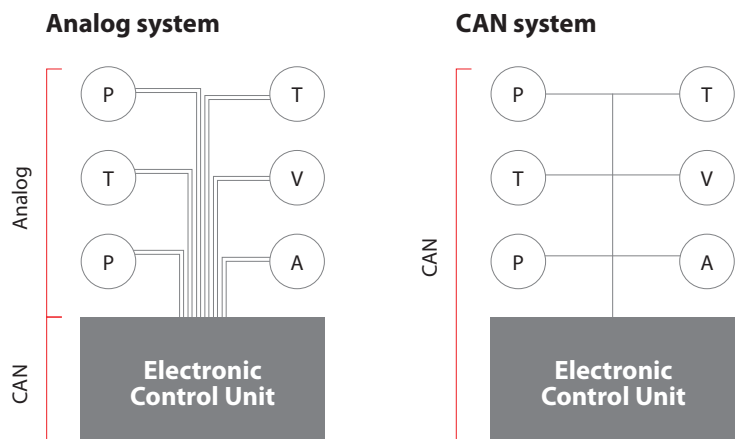 Analog system
P
T
T
V
P
A
Analog
CAN
Electronic
Control Unit
CAN system
P
T
T
V
P
A
CAN
Electronic
Control Unit